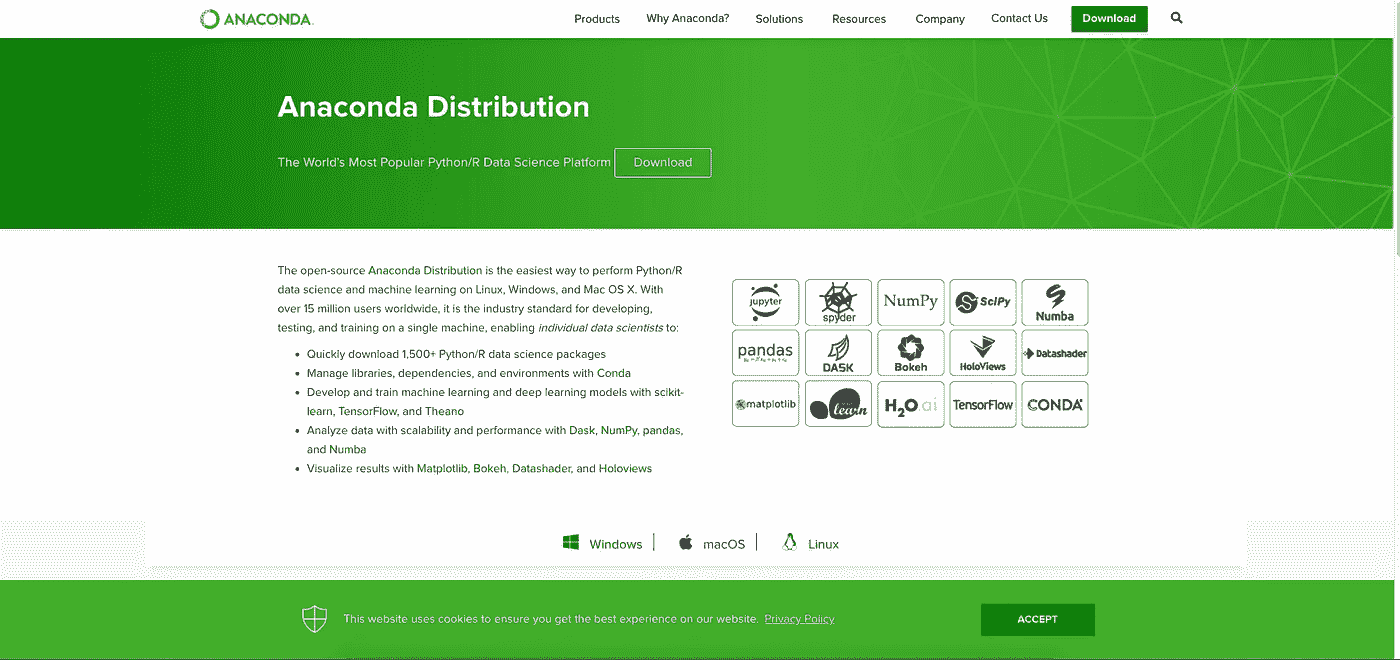 ANACONDA.
Products Why Anaconda? Solutions Resources Company Contact Us Download
Anaconda Distribution
The World's Most Popular Python/R Data Science Platform Download
The open-source Anaconda Distribution is the easiest way to perform Python/R
data science and machine learning on Linux, Windows, and Mac OS X. With
over 15 million users worldwide, it is the industry standard for developing,
testing, and training on a single machine, enabling individual data scientists to:
Quickly download 1,500+ Python/R data science packages
Manage libraries, dependencies, and environments with Conda
Develop and train machine learning and deep learning models with scikit-
learn, TensorFlow, and Theano
Analyze data with scalability and performance with Dask, NumPy, pandas,
and Numba
Visualize results with Matplotlib, Bokeh, Datashader, and Holoviews
jupyter spyder NumPy SciPy Numba
pandas DASK Bokeh HoloViews Datashader
matplotlib learn H2O.ai TensorFlow CONDA
Windows macOS Linux
This website uses cookies to ensure you get the best experience on our website. Privacy Policy
ACCEPT